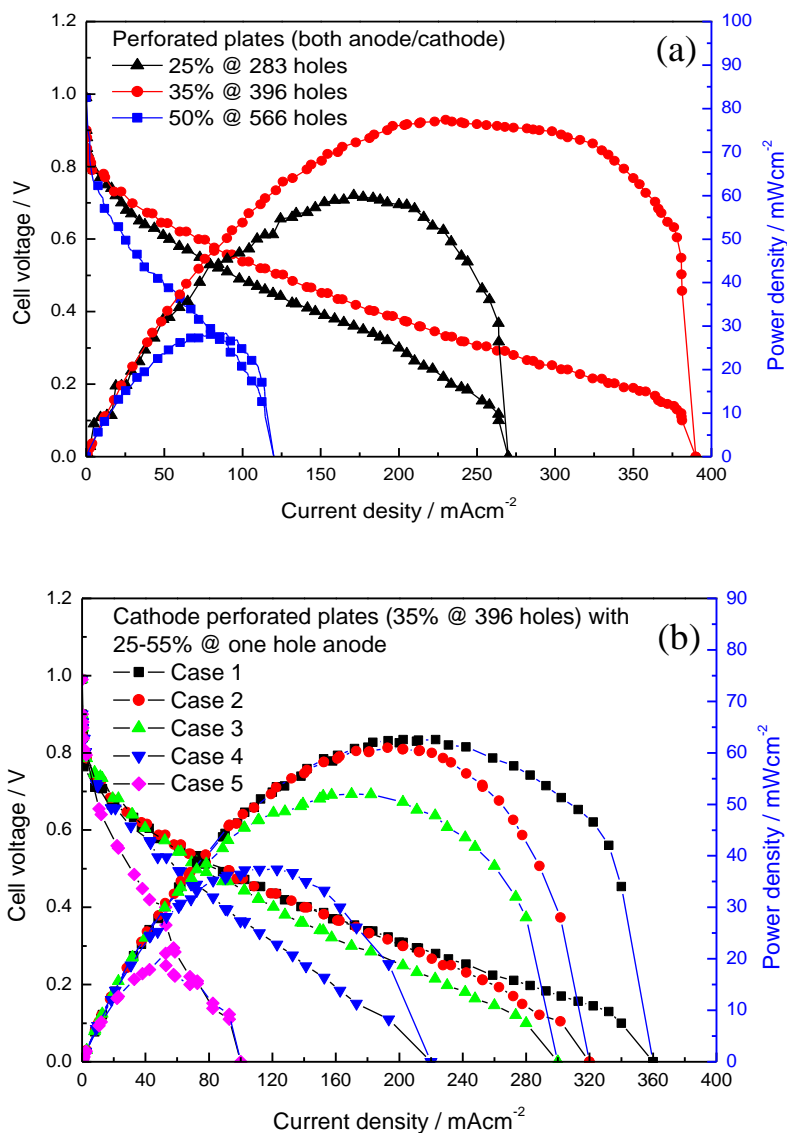 (a)
Perforated plates (both anode/cathode)
25% @ 283 holes
35% @ 396 holes
50% @ 566 holes
Cell voltage / V
1.2
1.0
0.8
0.6
0.4
0.2
0.0
Power density / mWcm-2
100
90
80
70
60
50
40
30
20
10
0
0 50 100 150 200 250 300 350 400
Current desity / mAcm-2
(b)
Cathode perforated plates (35% @ 396 holes) with
25-55% @ one hole anode
Case 1
Case 2
Case 3
Case 4
Case 5
Cell voltage / V
1.2
1.0
0.8
0.6
0.4
0.2
0.0
Power density / mWcm-2
90
80
70
60
50
40
30
20
10
0
0 40 80 120 160 200 240 280 320 360 400
Current density / mAcm-2